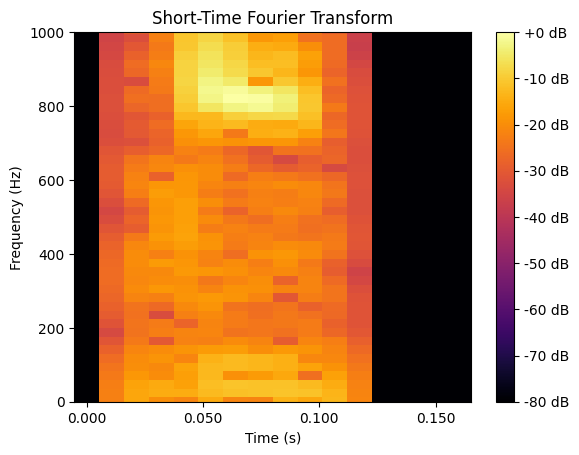 Short-Time Fourier Transform
1000
800
600
400
200
0
Frequency (Hz)
0.000
0.050
0.100
0.150
Time (s)
+0 dB
-10 dB
-20 dB
-30 dB
-40 dB
-50 dB
-60 dB
-70 dB
-80 dB